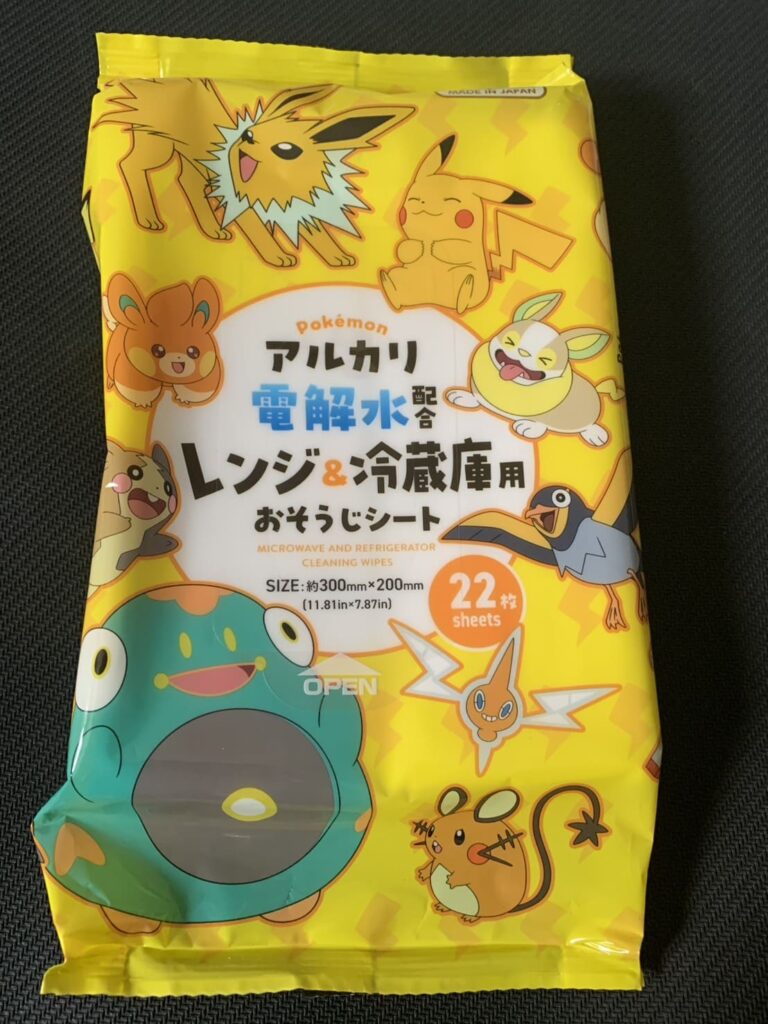 MADE IN JAPAN
Pokémon
アルカリ
電解水配合
レンジ&冷蔵庫用
おそうじシート
MICROWAVE AND REFRIGERATOR
CLEANING WIPES
SIZE:約300mm×200mm
(11.81in×7.87in)
22枚
sheets
OPEN